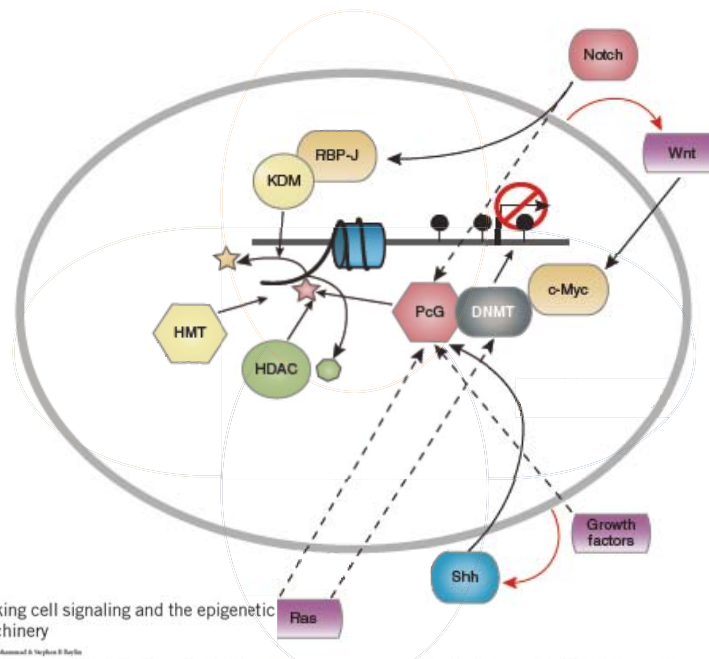 Notch
RBP-J
Wnt
KDM
c-Myc
PcG
DNMT
HMT
HDAC
Growth
factors
Shh
king cell signaling and the epigenetic
chinery
Ras